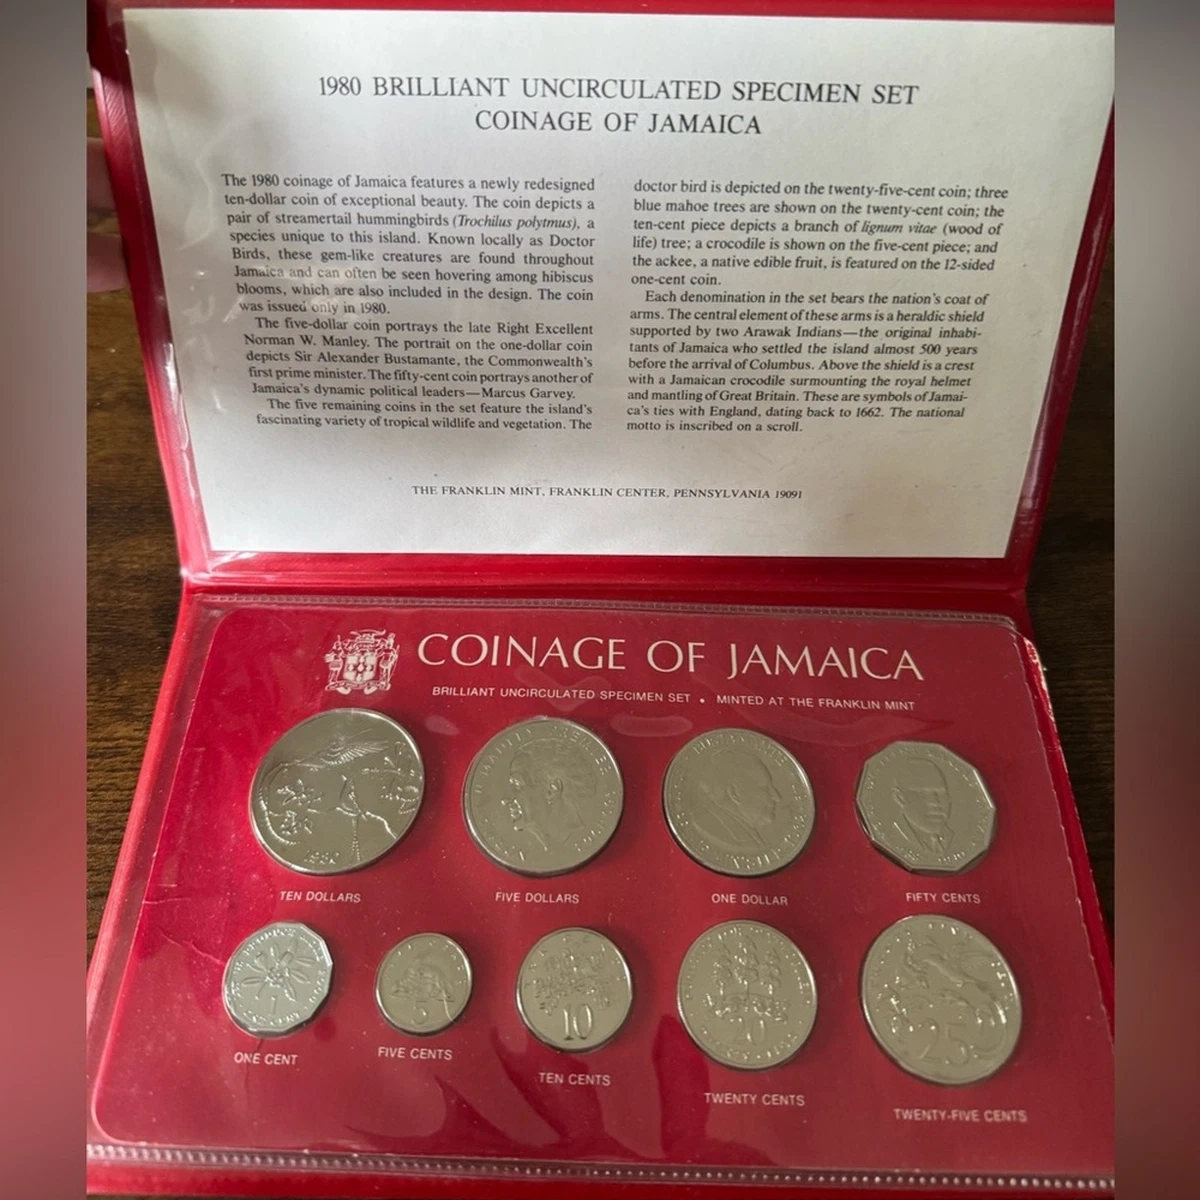 1980 BRILLIANT UNCIRCULATED SPECIMEN SET
COINAGE OF JAMAICA
The 1980 coinage of Jamaica features a newly redesigned
ten-dollar coin of exceptional beauty. The coin depicts a
pair of streamertail hummingbirds (Trochilus polytmus), a
species unique to this island. Known locally as Doctor
Birds, these gem-like creatures are found throughout
Jamaica and can often be seen hovering among hibiscus
blooms, which are also included in the design. The coin
was issued only in 1980.
The five-dollar coin portrays the late Right Excellent
Norman W. Manley. The portrait on the one-dollar coin
depicts Sir Alexander Bustamante, the Commonwealth's
first prime minister. The fifty-cent coin portrays another of
Jamaica's dynamic political leaders—Marcus Garvey.
The five remaining coins in the set feature the island's
fascinating variety of tropical wildlife and vegetation. The
doctor bird is depicted on the twenty-five-cent coin; three
blue mahoe trees are shown on the twenty-cent coin; the
ten-cent piece depicts a branch of lignum vitae (wood of
life) tree; a crocodile is shown on the five-cent piece; and
the ackee, a native edible fruit, is featured on the 12-sided
one-cent coin.
Each denomination in the set bears the nation's coat of
arms. The central element of these arms is a heraldic shield
supported by two Arawak Indians—the original inhabi-
tants of Jamaica who settled the island almost 500 years
before the arrival of Columbus. Above the shield is a crest
with a Jamaican crocodile surmounting the royal helmet
and mantling of Great Britain. These are symbols of Jamai-
ca's ties with England, dating back to 1662. The national
motto is inscribed on a scroll.
THE FRANKLIN MINT, FRANKLIN CENTER, PENNSYLVANIA 19091
COINAGE OF JAMAICA
BRILLIANT UNCIRCULATED SPECIMEN SET • MINTED AT THE FRANKLIN MINT
1980
TEN DOLLARS
FIVE DOLLARS
ONE DOLLAR
FIFTY CENTS
1
5
10
20
25
ONE CENT
FIVE CENTS
TEN CENTS
TWENTY CENTS
TWENTY-FIVE CENTS